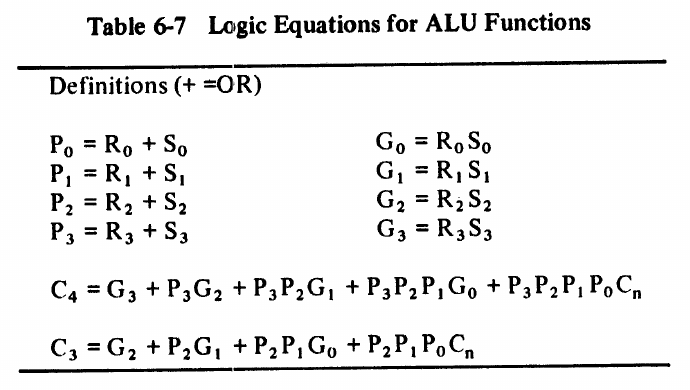 Table 6-7 Logic Equations for ALU Functions
Definitions (+ =OR)
P₀ = R₀ + S₀ G₀ = R₀S₀
P₁ = R₁ + S₁ G₁ = R₁S₁
P₂ = R₂ + S₂ G₂ = R₂S₂
P₃ = R₃ + S₃ G₃ = R₃S₃
C₄ = G₃ + P₃G₂ + P₃P₂G₁ + P₃P₂P₁G₀ + P₃P₂P₁P₀Cₙ
C₃ = G₂ + P₂G₁ + P₂P₁G₀ + P₂P₁P₀Cₙ